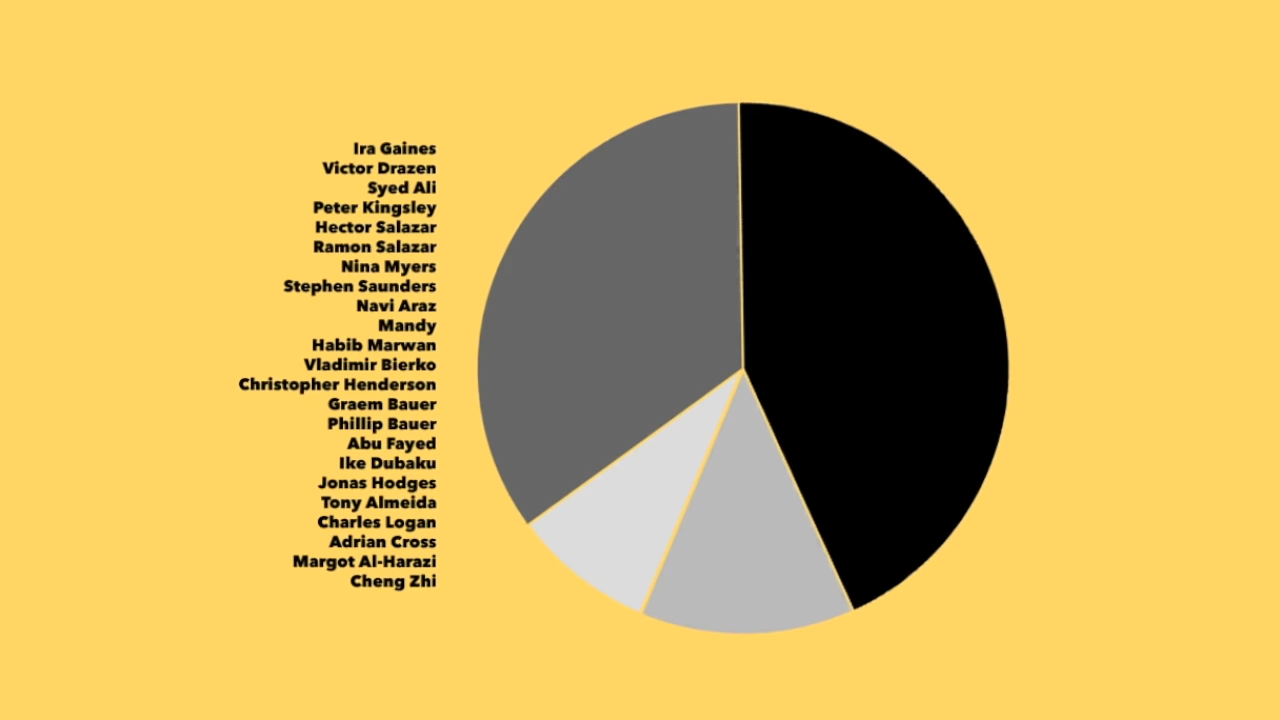 Ira Gaines
Victor Drazen
Syed Ali
Peter Kingsley
Hector Salazar
Ramon Salazar
Nina Myers
Stephen Saunders
Navi Araz
Mandy
Habib Marwan
Vladimir Bierko
Christopher Henderson
Graem Bauer
Phillip Bauer
Abu Fayed
Ike Dubaku
Jonas Hodges
Tony Almeida
Charles Logan
Adrian Cross
Margot Al-Harazi
Cheng Zhi